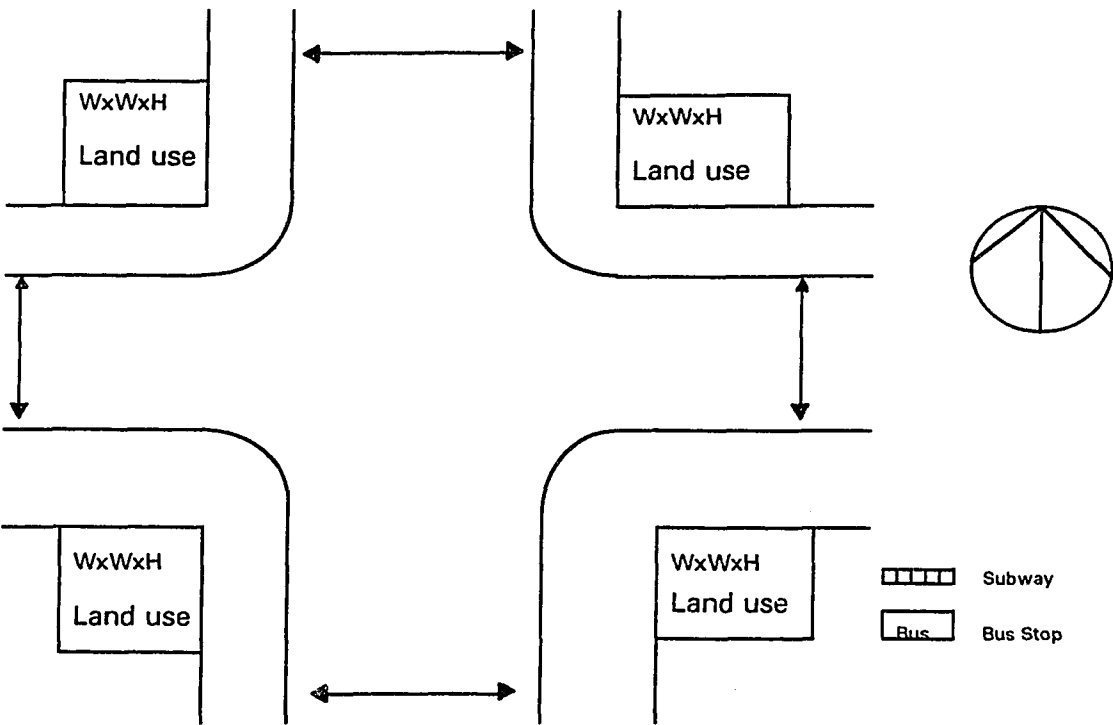 WxWxH
Land use
WxWxH
Land use
WxWxH
Land use
WxWxH
Land use
Subway
Bus
Bus Stop